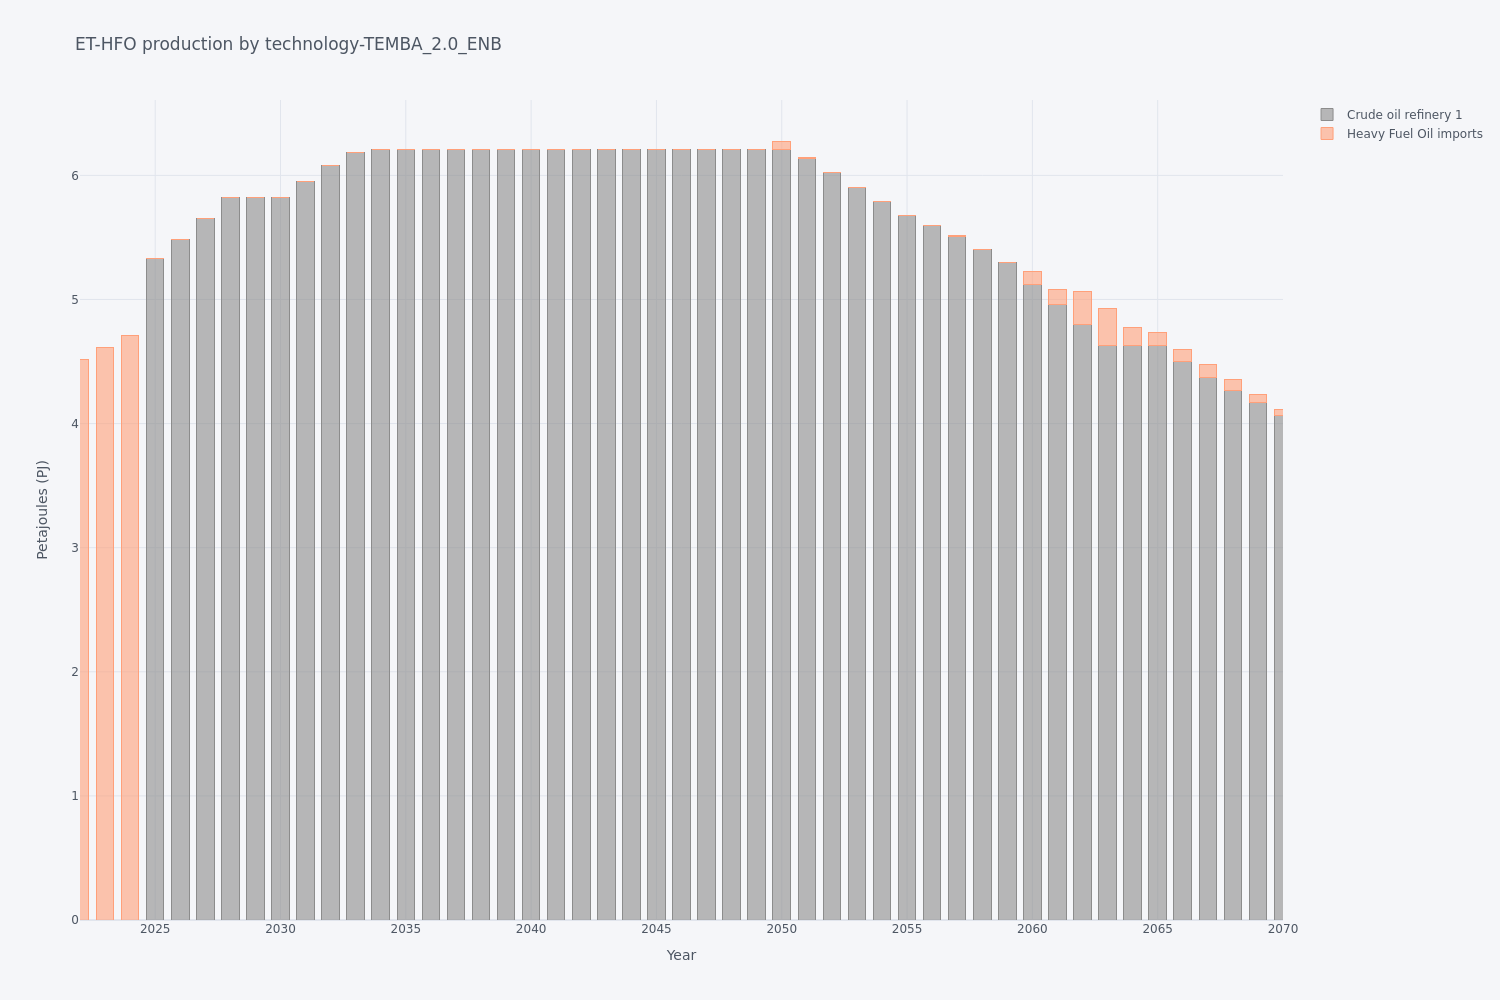 ET-HFO production by technology-TEMBA_2.0_ENB
Crude oil refinery 1
Heavy Fuel Oil imports
Petajoules (PJ)
6
5
4
3
2
1
0
2025 2030 2035 2040 2045 2050 2055 2060 2065 2070
Year